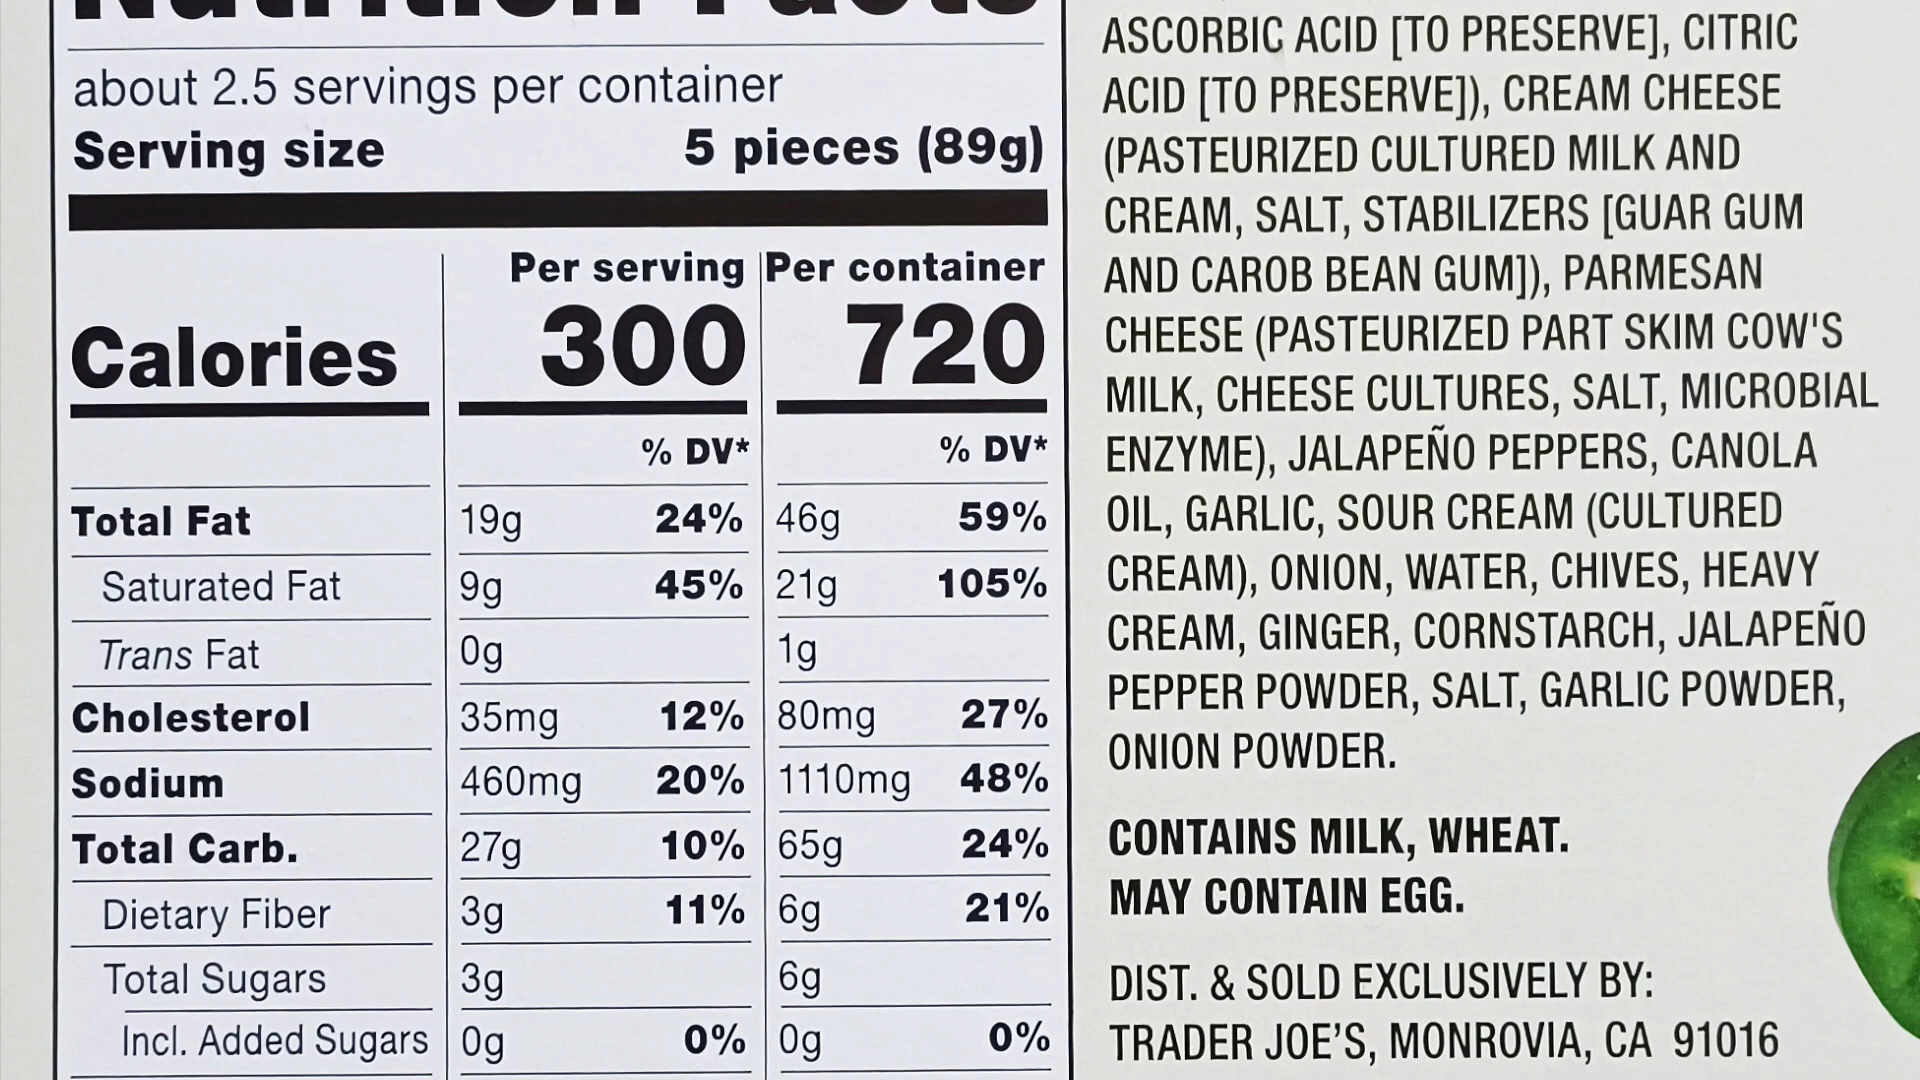 Nutrition Facts
about 2.5 servings per container
Serving size 5 pieces (89g)
Per serving Per container
Calories 300 720
% DV* % DV*
Total Fat 19g 24% 46g 59%
Saturated Fat 9g 45% 21g 105%
Trans Fat 0g 1g
Cholesterol 35mg 12% 80mg 27%
Sodium 460mg 20% 1110mg 48%
Total Carb. 27g 10% 65g 24%
Dietary Fiber 3g 11% 6g 21%
Total Sugars 3g 6g
Incl. Added Sugars 0g 0% 0g 0%
ASCORBIC ACID [TO PRESERVE], CITRIC
ACID [TO PRESERVE]), CREAM CHEESE
(PASTEURIZED CULTURED MILK AND
CREAM, SALT, STABILIZERS [GUAR GUM
AND CAROB BEAN GUM]), PARMESAN
CHEESE (PASTEURIZED PART SKIM COW'S
MILK, CHEESE CULTURES, SALT, MICROBIAL
ENZYME), JALAPEÑO PEPPERS, CANOLA
OIL, GARLIC, SOUR CREAM (CULTURED
CREAM), ONION, WATER, CHIVES, HEAVY
CREAM, GINGER, CORNSTARCH, JALAPEÑO
PEPPER POWDER, SALT, GARLIC POWDER,
ONION POWDER.
CONTAINS MILK, WHEAT.
MAY CONTAIN EGG.
DIST. & SOLD EXCLUSIVELY BY:
TRADER JOE'S, MONROVIA, CA 91016